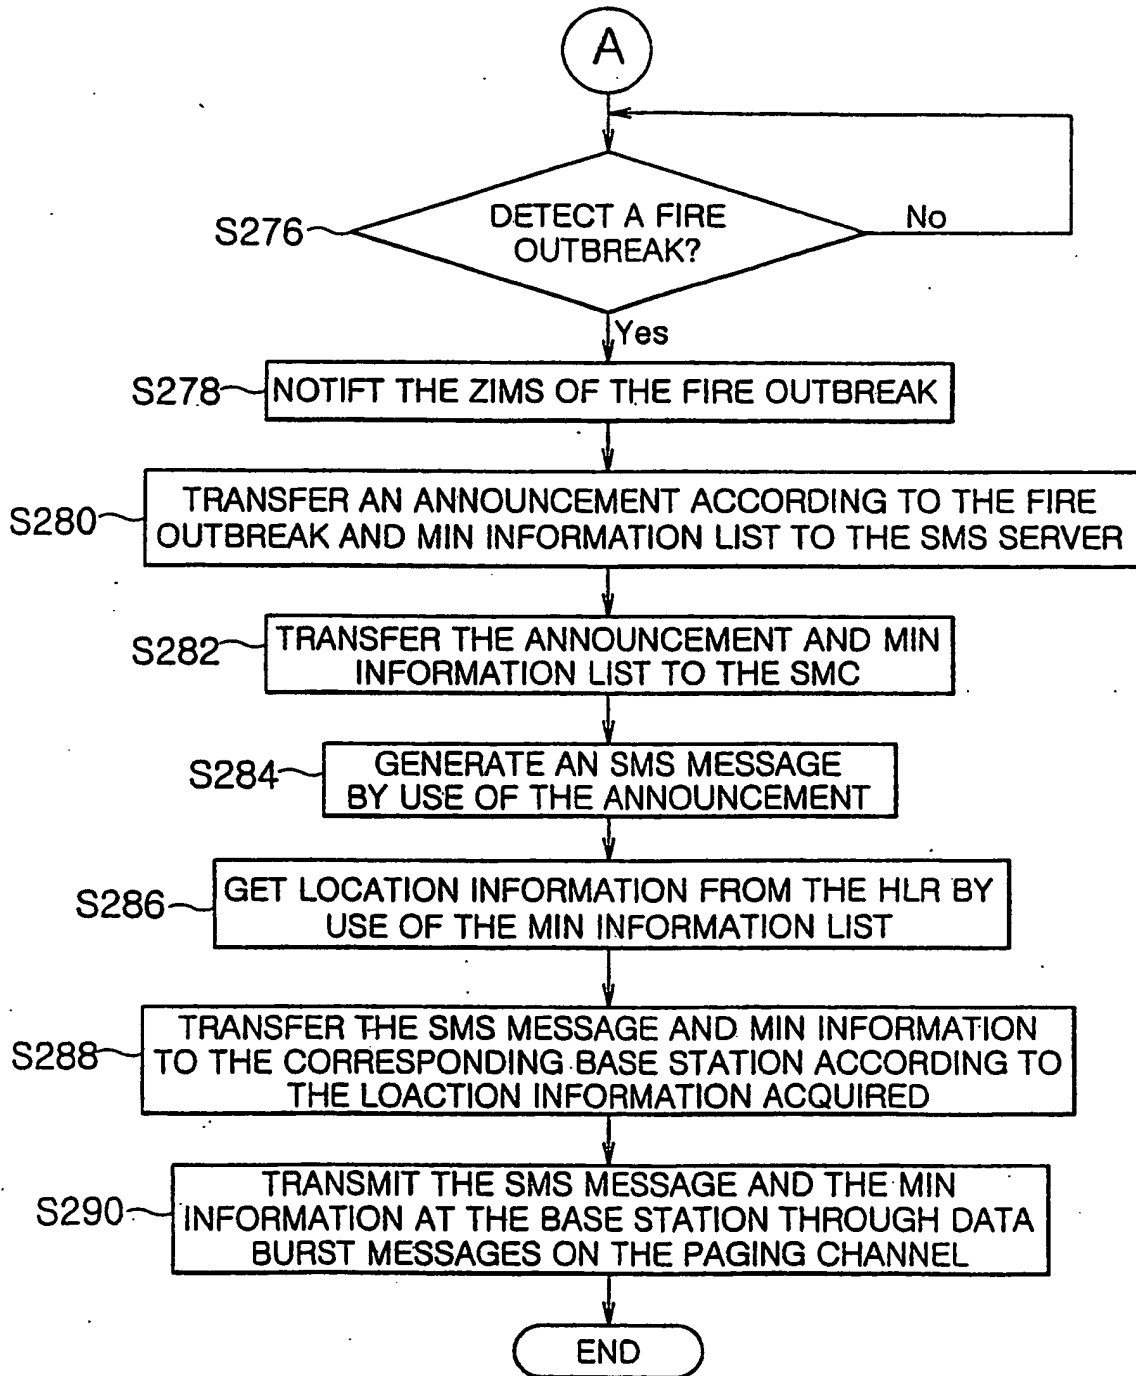 A
S276
DETECT A FIRE
OUTBREAK?
No
Yes
S278
NOTIFT THE ZIMS OF THE FIRE OUTBREAK
S280
TRANSFER AN ANNOUNCEMENT ACCORDING TO THE FIRE
OUTBREAK AND MIN INFORMATION LIST TO THE SMS SERVER
S282
TRANSFER THE ANNOUNCEMENT AND MIN
INFORMATION LIST TO THE SMC
S284
GENERATE AN SMS MESSAGE
BY USE OF THE ANNOUNCEMENT
S286
GET LOCATION INFORMATION FROM THE HLR BY
USE OF THE MIN INFORMATION LIST
S288
TRANSFER THE SMS MESSAGE AND MIN INFORMATION
TO THE CORRESPONDING BASE STATION ACCORDING TO
THE LOACTION INFORMATION ACQUIRED
S290
TRANSMIT THE SMS MESSAGE AND THE MIN
INFORMATION AT THE BASE STATION THROUGH DATA
BURST MESSAGES ON THE PAGING CHANNEL
END